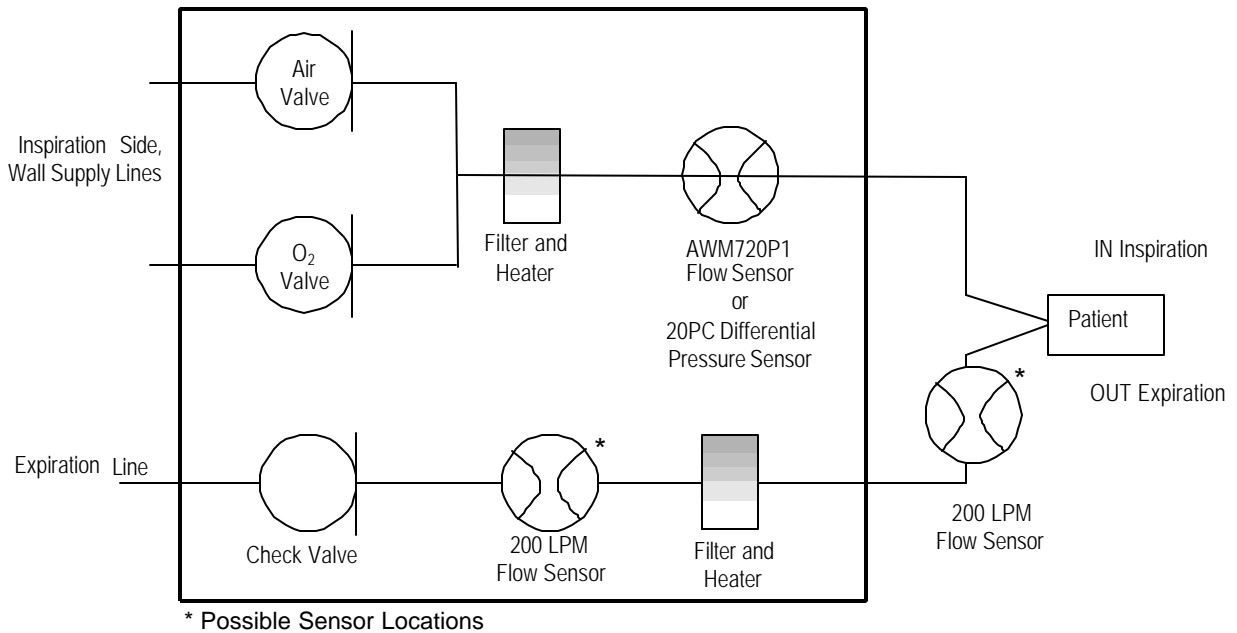 Air
Valve
Inspiration Side,
Wall Supply Lines
O₂
Valve
Filter and
Heater
AWM720P1
Flow Sensor
or
20PC Differential
Pressure Sensor
IN Inspiration
Patient
*
OUT Expiration
Expiration Line
Check Valve
*
200 LPM
Flow Sensor
Filter and
Heater
200 LPM
Flow Sensor
* Possible Sensor Locations